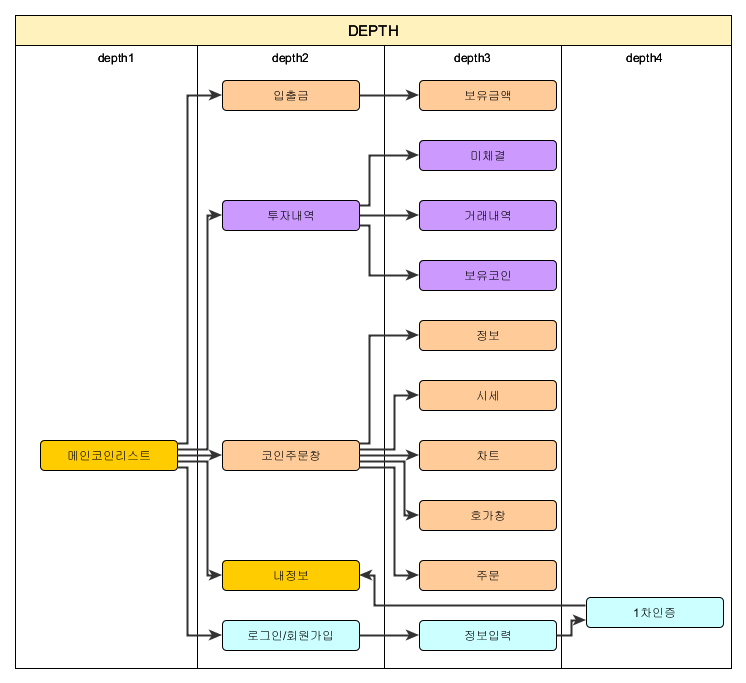 DEPTH
depth1
depth2
depth3
depth4
입출금
보유금액
미체결
투자내역
거래내역
보유코인
정보
시세
메인코인리스트
코인주문창
차트
호가창
내정보
주문
1차인증
로그인/회원가입
정보입력